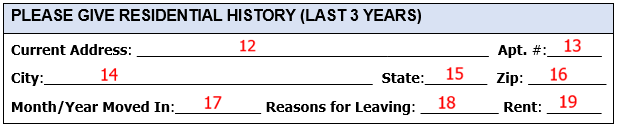 PLEASE GIVE RESIDENTIAL HISTORY (LAST 3 YEARS)
Current Address: 12 Apt. #: 13
City: 14 State: 15 Zip: 16
Month/Year Moved In: 17 Reasons for Leaving: 18 Rent: 19